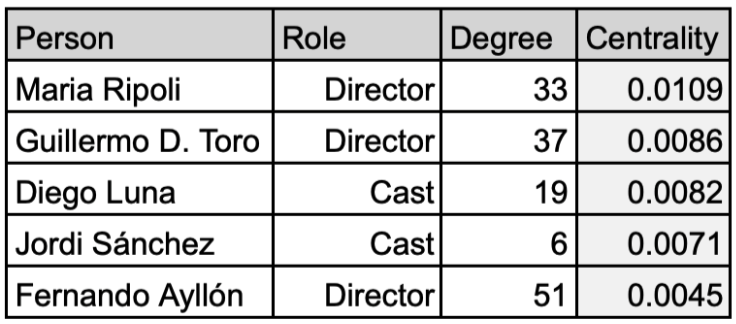 Person Role Degree Centrality
Maria Ripoli Director 33 0.0109
Guillermo D. Toro Director 37 0.0086
Diego Luna Cast 19 0.0082
Jordi Sánchez Cast 6 0.0071
Fernando Ayllón Director 51 0.0045